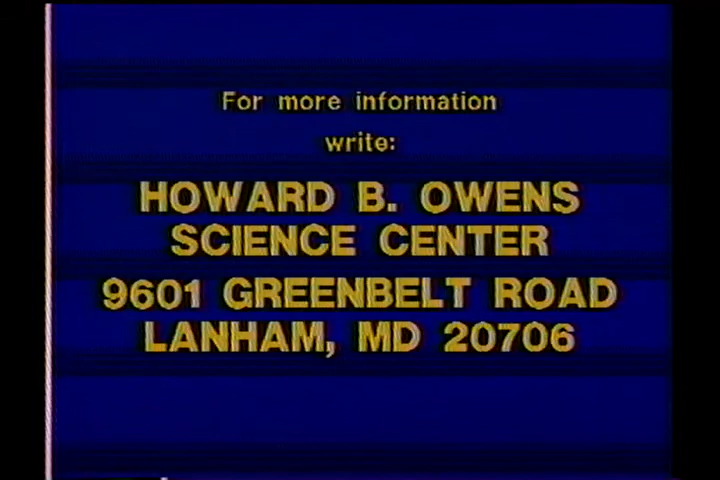 For more information
write:
HOWARD B. OWENS
SCIENCE CENTER
9601 GREENBELT ROAD
LANHAM, MD 20706